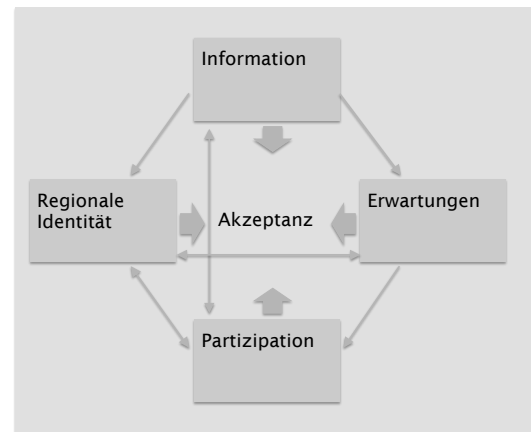 Information
Regionale
Identität
Akzeptanz
Erwartungen
Partizipation